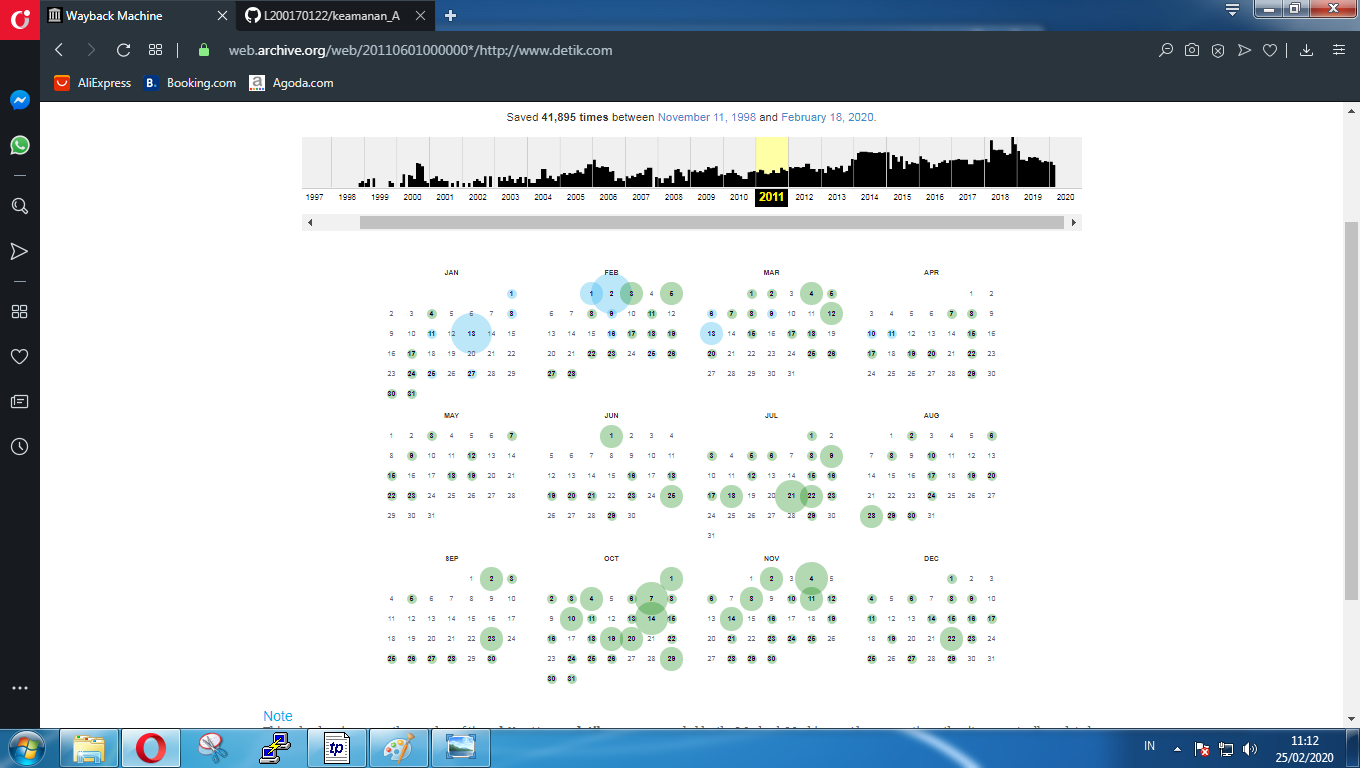 Wayback Machine
L200170122/keamanan_A
web.archive.org/web/20110601000000*/http://www.detik.com
AliExpress
B. Booking.com
a Agoda.com
Saved 41,895 times between November 11, 1998 and February 18, 2020.
1997 1998 1999 2000 2001 2002 2003 2004 2005 2006 2007 2008 2009 2010 2011 2012 2013 2014 2015 2016 2017 2018 2019 2020
JAN FEB MAR APR
1 1 2 3 4 5 1 2 3 4 5 1 2
2 3 4 5 6 7 8 6 7 8 9 10 11 12 6 7 8 9 10 11 12 3 4 5 6 7 8 9
9 10 11 12 13 14 15 13 14 15 16 17 18 19 13 14 15 16 17 18 19 10 11 12 13 14 15 16
16 17 18 19 20 21 22 20 21 22 23 24 25 26 20 21 22 23 24 25 26 17 18 19 20 21 22 23
23 24 25 26 27 28 29 27 28 27 28 29 30 31 24 25 26 27 28 29 30
30 31
MAY JUN JUL AUG
1 2 3 4 5 6 7 1 2 3 4 1 2 1 2 3 4 5 6
8 9 10 11 12 13 14 5 6 7 8 9 10 11 3 4 5 6 7 8 9 7 8 9 10 11 12 13
15 16 17 18 19 20 21 12 13 14 15 16 17 18 10 11 12 13 14 15 16 14 15 16 17 18 19 20
22 23 24 25 26 27 28 19 20 21 22 23 24 25 17 18 19 20 21 22 23 21 22 23 24 25 26 27
29 30 31 26 27 28 29 30 24 25 26 27 28 29 30 28 29 30 31
31
SEP OCT NOV DEC
1 2 3 1 1 2 3 4 5 1 2 3
4 5 6 7 8 9 10 2 3 4 5 6 7 8 6 7 8 9 10 11 12 4 5 6 7 8 9 10
11 12 13 14 15 16 17 9 10 11 12 13 14 15 13 14 15 16 17 18 19 11 12 13 14 15 16 17
18 19 20 21 22 23 24 16 17 18 19 20 21 22 20 21 22 23 24 25 26 18 19 20 21 22 23 24
25 26 27 28 29 30 23 24 25 26 27 28 29 27 28 29 30 25 26 27 28 29 30 31
30 31
Note
tp
IN
11:12
25/02/2020